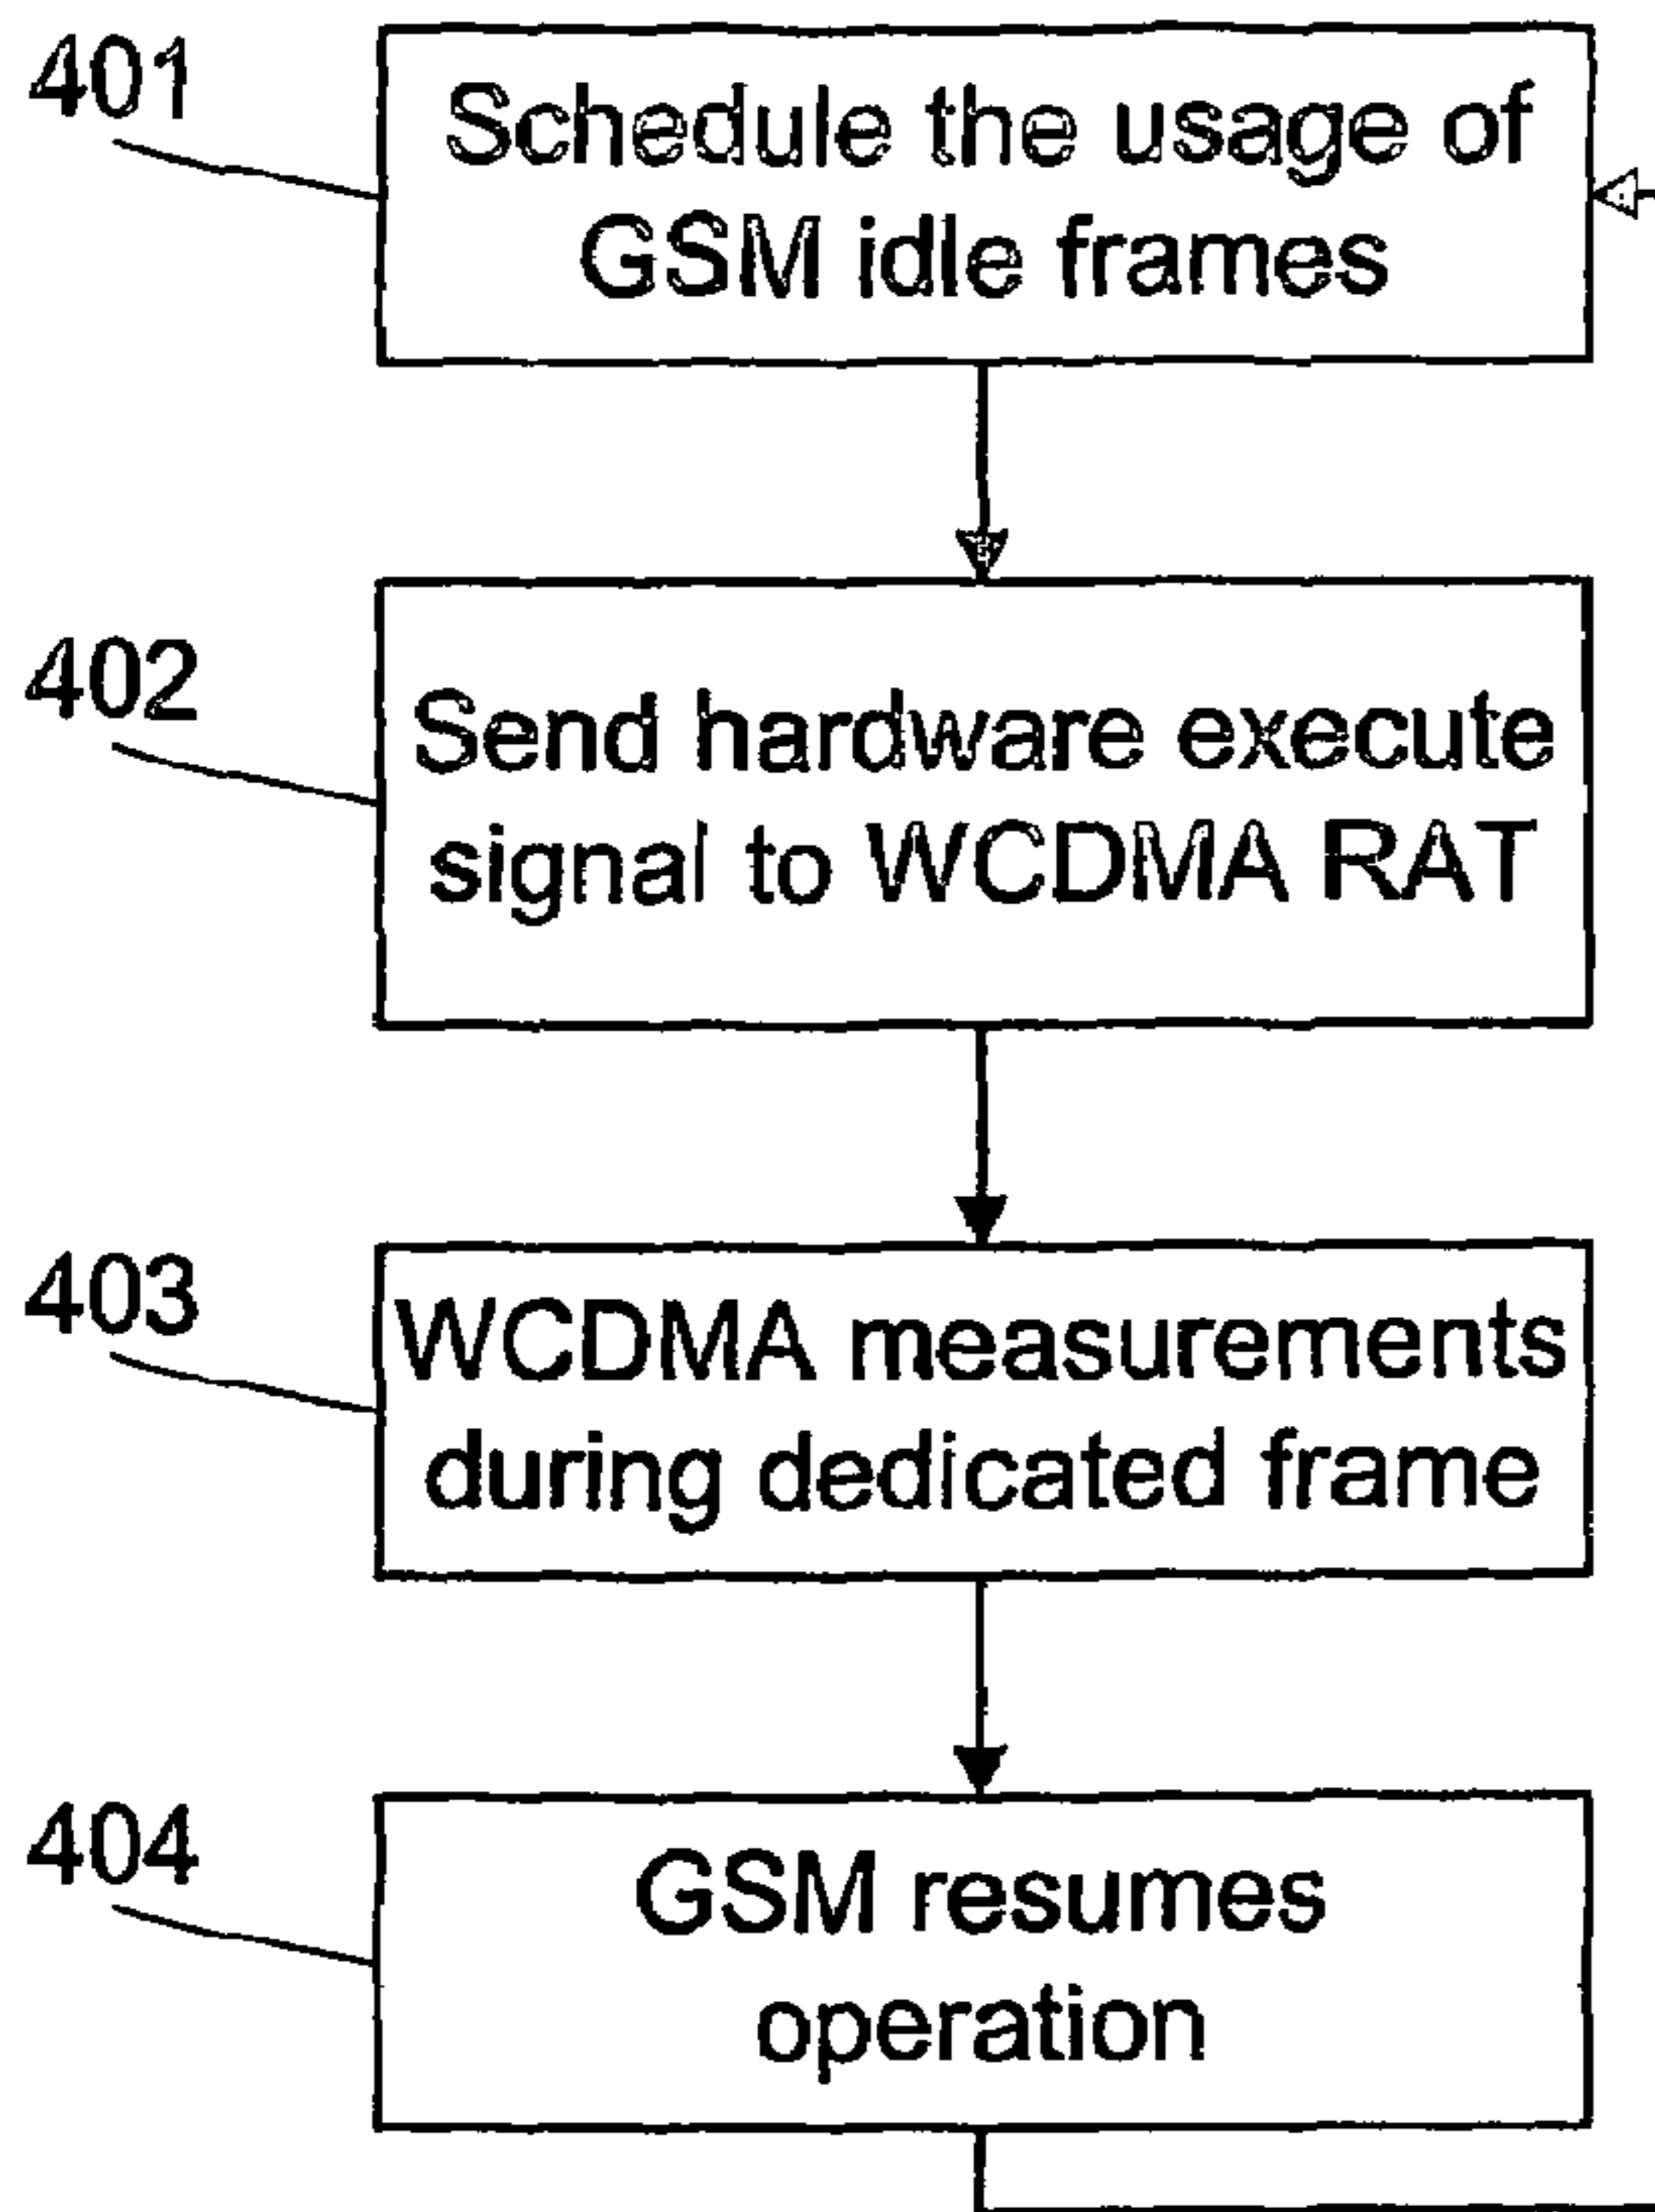 401
Schedule the usage of
GSM idle frames
402
Send hardware execute
signal to WCDMA RAT
403
WCDMA measurements
during dedicated frame
404
GSM resumes
operation